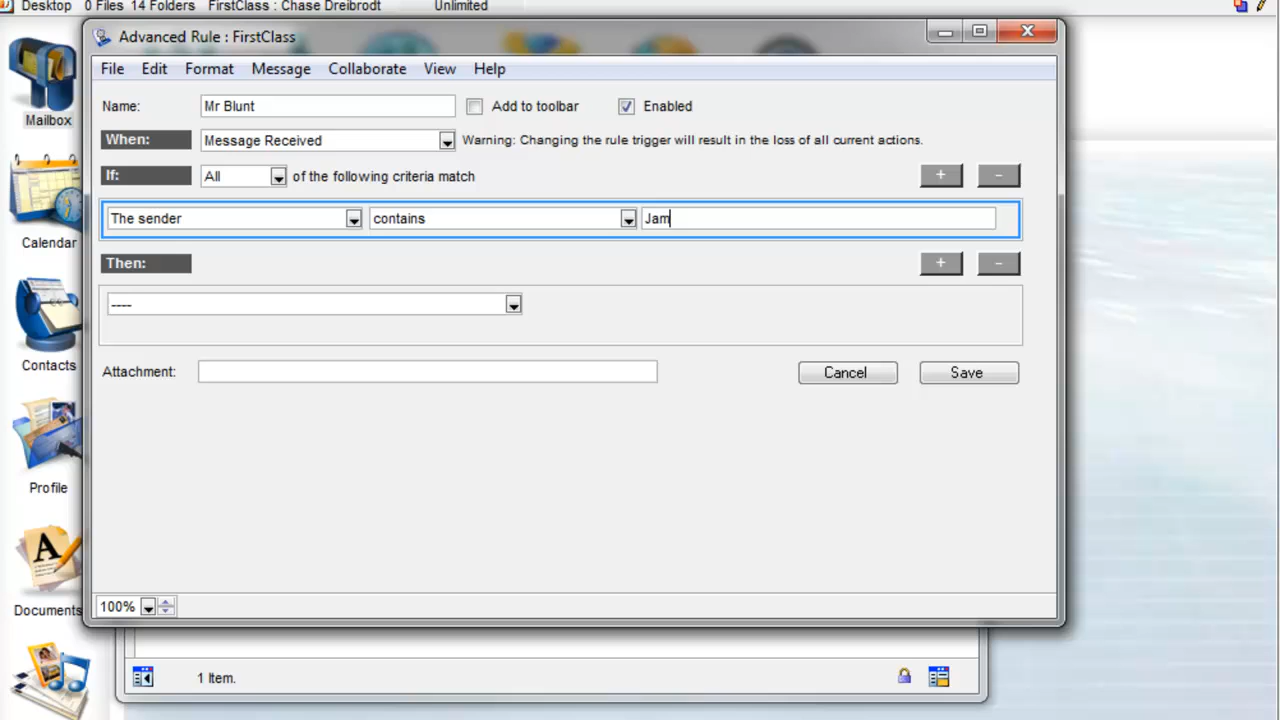 Desktop 0 Files 14 Folders FirstClass : Chase Dreibrodt Unlimited
Advanced Rule : FirstClass
File Edit Format Message Collaborate View Help
Name: Mr Blunt Add to toolbar Enabled
When: Message Received Warning: Changing the rule trigger will result in the loss of all current actions.
If: All of the following criteria match + -
The sender contains Jam
Then: + -
----
Attachment: Cancel Save
100%
1 Item.
Mailbox
Calendar
Contacts
Profile
Documents